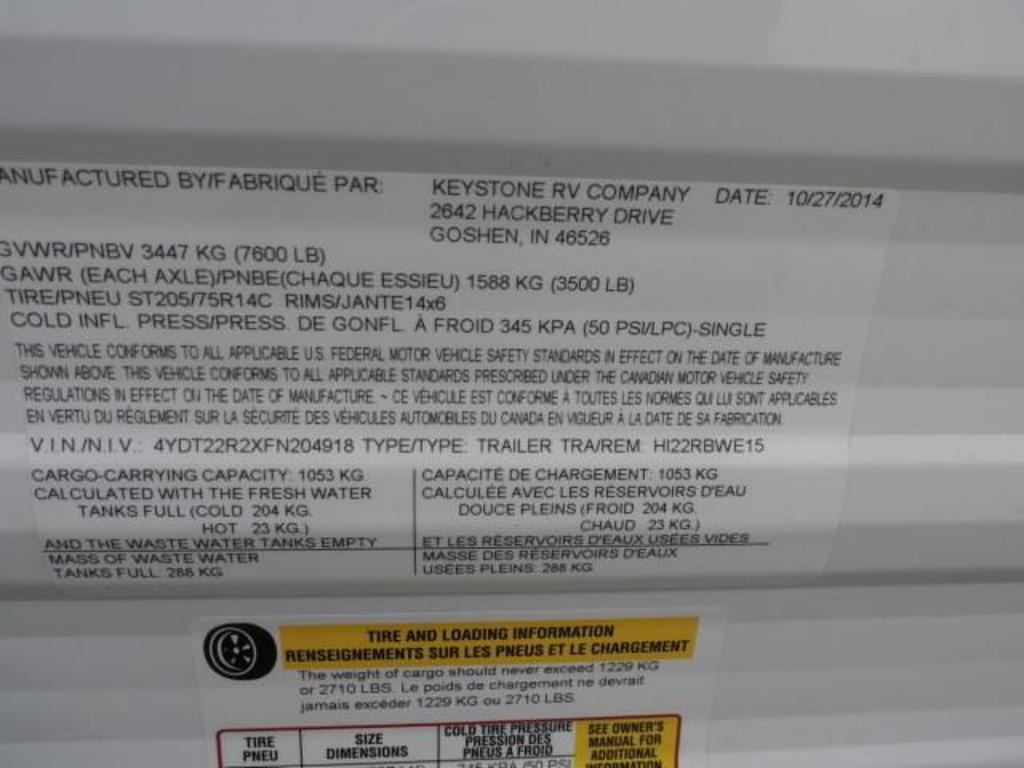 ANUFACTURED BY/FABRIQUÉ PAR: KEYSTONE RV COMPANY DATE: 10/27/2014
2642 HACKBERRY DRIVE
GOSHEN, IN 46526
GVWR/PNBV 3447 KG (7600 LB)
GAWR (EACH AXLE)/PNBE(CHAQUE ESSIEU) 1588 KG (3500 LB)
TIRE/PNEU ST205/75R14C RIMS/JANTE14x6
COLD INFL. PRESS/PRESS. DE GONFL. À FROID 345 KPA (50 PSI/LPC)-SINGLE
THIS VEHICLE CONFORMS TO ALL APPLICABLE U.S. FEDERAL MOTOR VEHICLE SAFETY STANDARDS IN EFFECT ON THE DATE OF MANUFACTURE
SHOWN ABOVE. THIS VEHICLE CONFORMS TO ALL APPLICABLE STANDARDS PRESCRIBED UNDER THE CANADIAN MOTOR VEHICLE SAFETY
REGULATIONS IN EFFECT ON THE DATE OF MANUFACTURE. ~ CE VÉHICULE EST CONFORME À TOUTES LES NORMES QUI LUI SONT APPLICABLES
EN VERTU DU RÈGLEMENT SUR LA SÉCURITÉ DES VÉHICULES AUTOMOBILES DU CANADA EN VIGUEUR À LA DATE DE SA FABRICATION.
V.I.N./N.I.V.: 4YDT22R2XFN204918 TYPE/TYPE: TRAILER TRA/REM: HI22RBWE15
CARGO-CARRYING CAPACITY: 1053 KG
CALCULATED WITH THE FRESH WATER
TANKS FULL (COLD 204 KG.
HOT 23 KG.)
AND THE WASTE WATER TANKS EMPTY
MASS OF WASTE WATER
TANKS FULL: 288 KG
CAPACITÉ DE CHARGEMENT: 1053 KG
CALCULÉE AVEC LES RÉSERVOIRS D'EAU
DOUCE PLEINS (FROID 204 KG.
CHAUD 23 KG.)
ET LES RÉSERVOIRS D'EAUX USÉES VIDES
MASSE DES RÉSERVOIRS D'EAUX
USÉES PLEINS: 288 KG
TIRE AND LOADING INFORMATION
RENSEIGNEMENTS SUR LES PNEUS ET LE CHARGEMENT
The weight of cargo should never exceed 1229 KG
or 2710 LBS. Le poids de chargement ne devrait
jamais excéder 1229 KG ou 2710 LBS.
TIRE
PNEU
SIZE
DIMENSIONS
COLD TIRE PRESSURE
PRESSION DES
PNEUS A FROID
SEE OWNER'S
MANUAL FOR
ADDITIONAL
INFORMATION
345 KPA (50 PSI